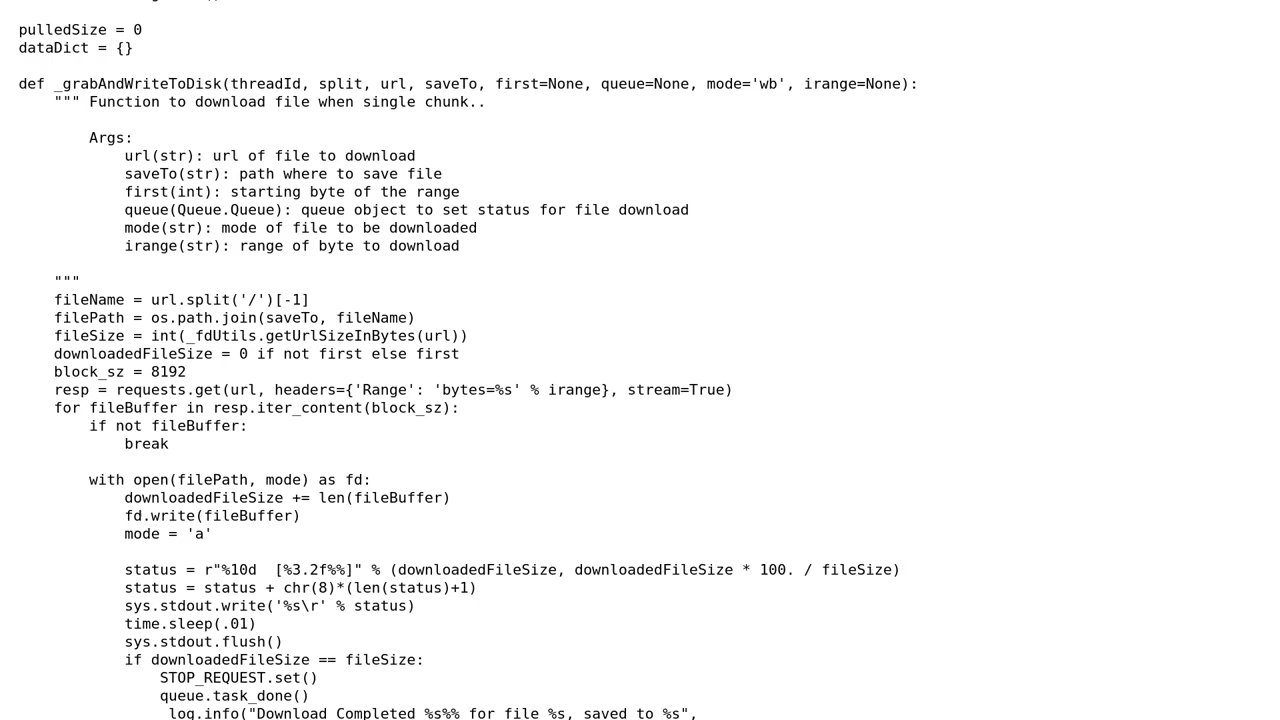 pulledSize = 0
dataDict = {}
def _grabAndWriteToDisk(threadId, split, url, saveTo, first=None, queue=None, mode='wb', irange=None):
    """ Function to download file when single chunk..
        Args:
            url(str): url of file to download
            saveTo(str): path where to save file
            first(int): starting byte of the range
            queue(Queue.Queue): queue object to set status for file download
            mode(str): mode of file to be downloaded
            irange(str): range of byte to download
    """
    fileName = url.split('/')[-1]
    filePath = os.path.join(saveTo, fileName)
    fileSize = int(_fdUtils.getUrlSizeInBytes(url))
    downloadedFileSize = 0 if not first else first
    block_sz = 8192
    resp = requests.get(url, headers={'Range': 'bytes=%s' % irange}, stream=True)
    for fileBuffer in resp.iter_content(block_sz):
        if not fileBuffer:
            break
        with open(filePath, mode) as fd:
            downloadedFileSize += len(fileBuffer)
            fd.write(fileBuffer)
            mode = 'a'
            status = r"%10d  [%3.2f%%]" % (downloadedFileSize, downloadedFileSize * 100. / fileSize)
            status = status + chr(8)*(len(status)+1)
            sys.stdout.write('%s\r' % status)
            time.sleep(.01)
            sys.stdout.flush()
            if downloadedFileSize == fileSize:
                STOP_REQUEST.set()
                queue.task_done()
                _log.info("Download Completed %s%% for file %s, saved to %s",